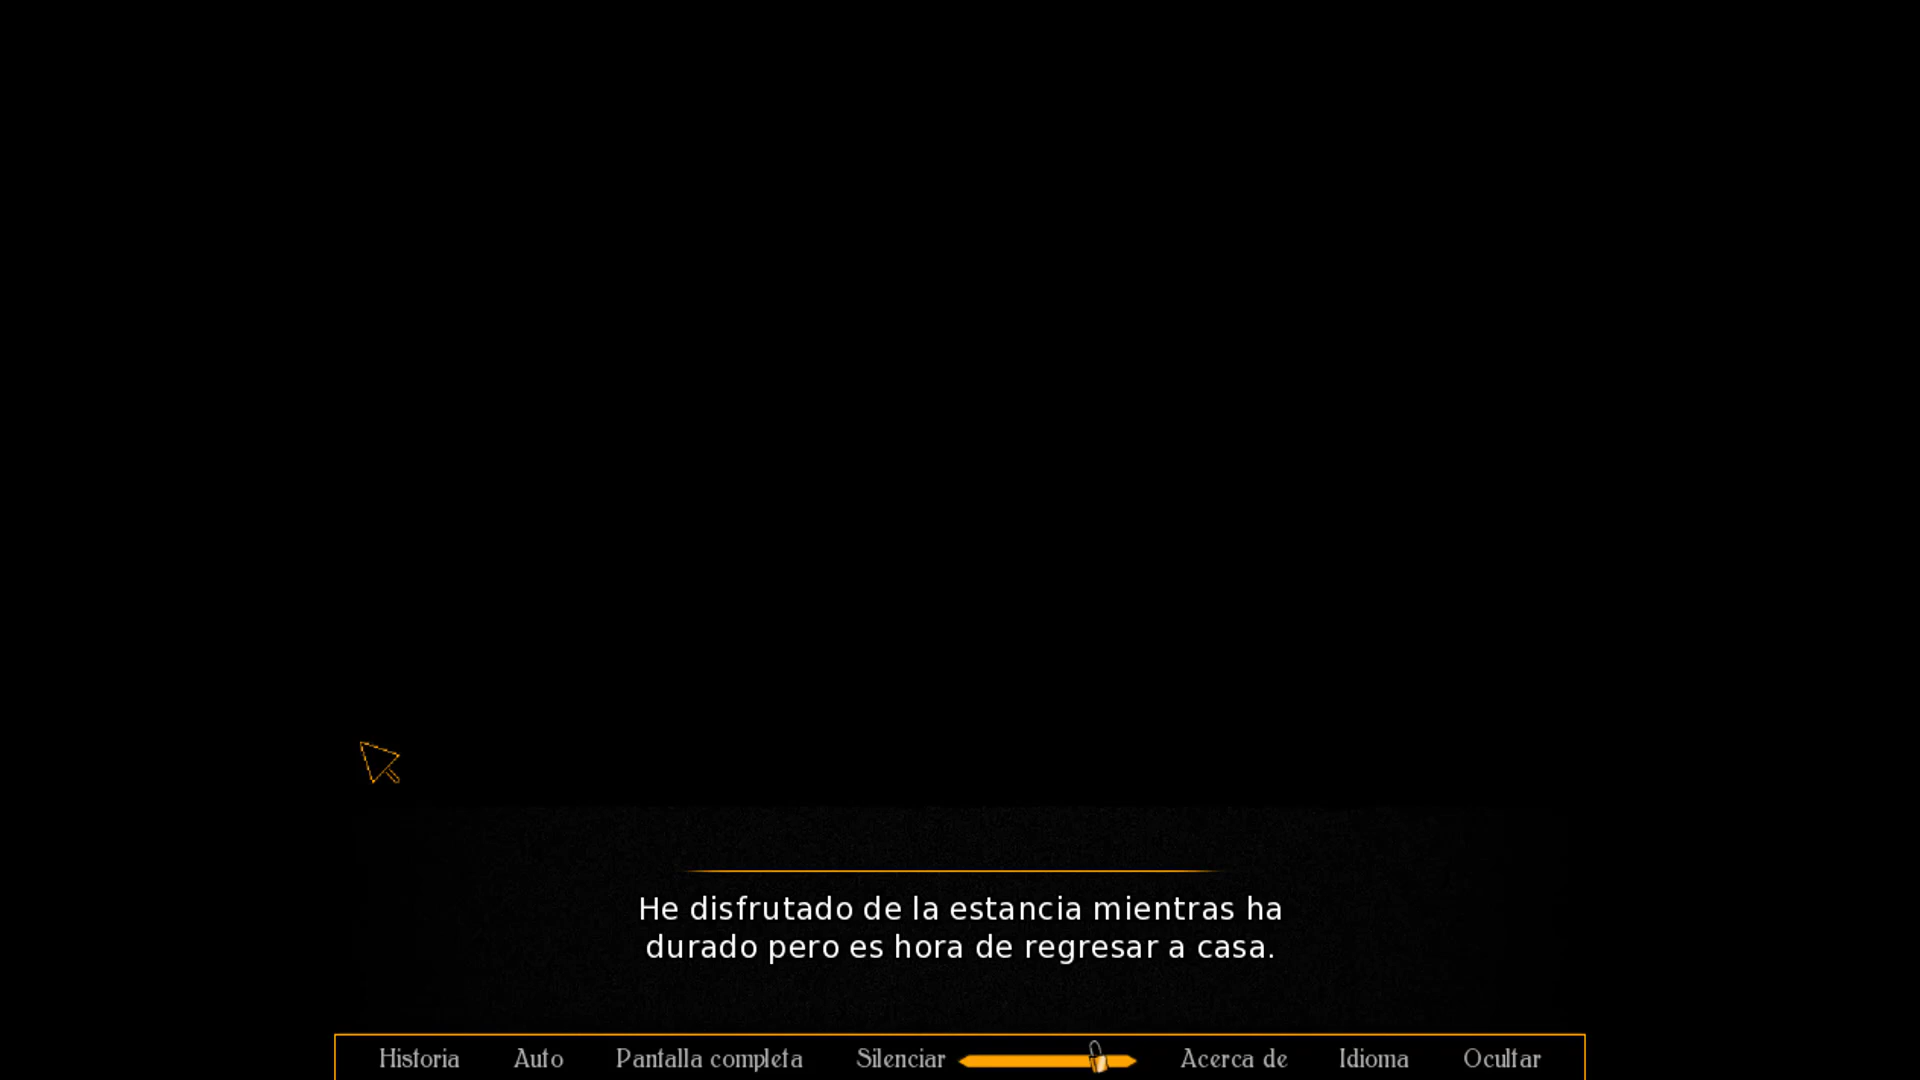 He disfrutado de la estancia mientras ha
durado pero es hora de regresar a casa.
Historia Auto Pantalla completa Silenciar Acerca de Idioma Ocultar